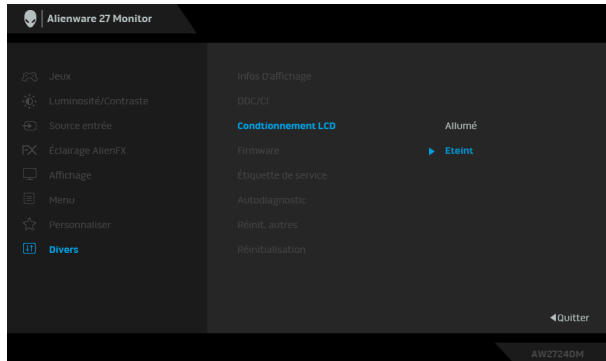 Alienware 27 Monitor
Jeux
Luminosité/Contraste
Source entrée
Éclairage AlienFX
Affichage
Menu
Personnaliser
Divers
Infos D'affichage
DDC/CI
Condtionnement LCD
Firmware
Étiquette de service
Autodiagnostic
Réinit. autres
Réinitialisation
Allumé
Eteint
Quitter
AW2724DM